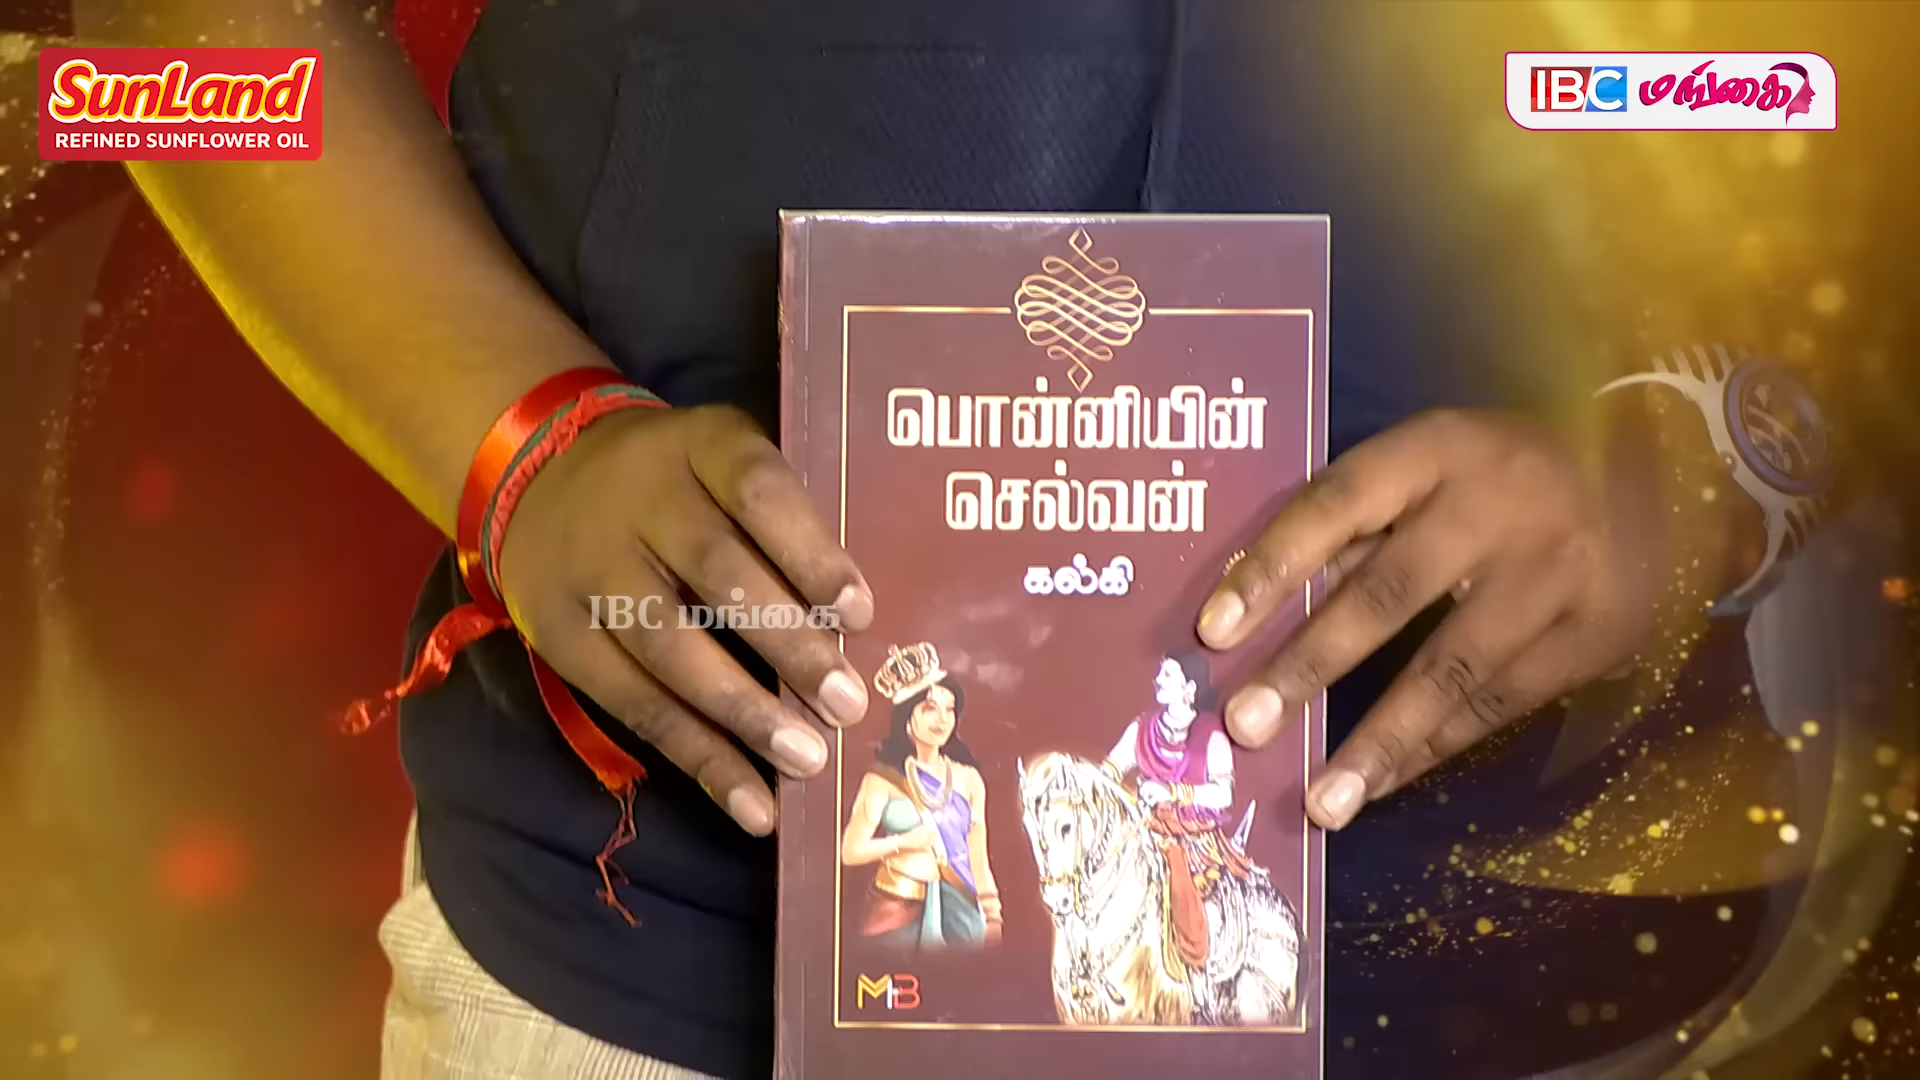 SunLand
REFINED SUNFLOWER OIL
IBC மங்கை
பொன்னியின்
செல்வன்
கல்கி
IBC மங்கை
MB